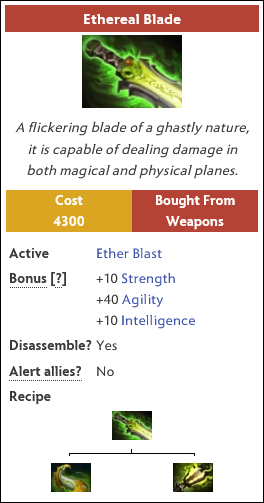 Ethereal Blade
A flickering blade of a ghastly nature,
it is capable of dealing damage in
both magical and physical planes.
Cost Bought From
4300 Weapons
Active Ether Blast
Bonus [?] +10 Strength
+40 Agility
+10 Intelligence
Disassemble? Yes
Alert allies? No
Recipe